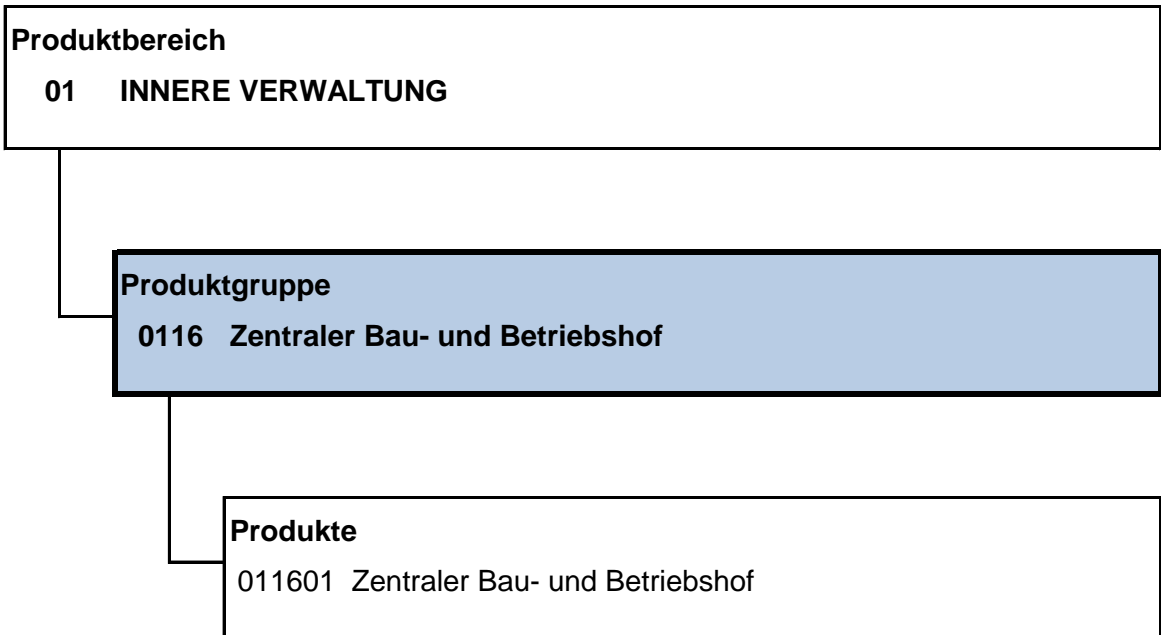 Produktbereich
01 INNERE VERWALTUNG
Produktgruppe
0116 Zentraler Bau- und Betriebshof
Produkte
011601 Zentraler Bau- und Betriebshof